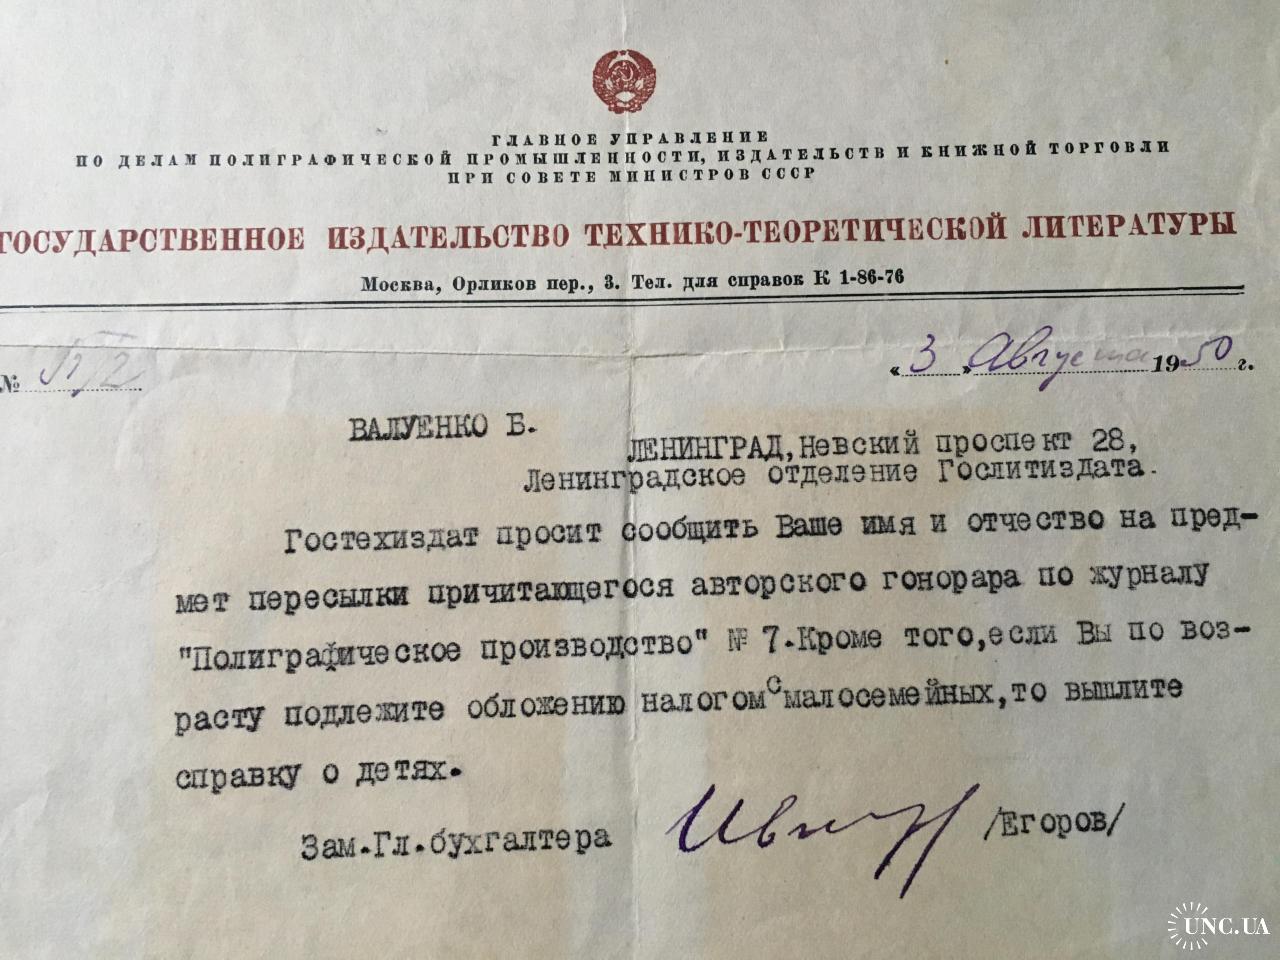 ГЛАВНОЕ УПРАВЛЕНИЕ
ПО ДЕЛАМ ПОЛИГРАФИЧЕСКОЙ ПРОМЫШЛЕННОСТИ, ИЗДАТЕЛЬСТВ И КНИЖНОЙ ТОРГОВЛИ
ПРИ СОВЕТЕ МИНИСТРОВ СССР
ГОСУДАРСТВЕННОЕ ИЗДАТЕЛЬСТВО ТЕХНИКО-ТЕОРЕТИЧЕСКОЙ ЛИТЕРАТУРЫ
Москва, Орликов пер., 3. Тел. для справок К 1-86-76
№
«3» Августа 1950 г.
ВАЛУЕНКО Б.
ЛЕНИНГРАД, Невский проспект 28,
Ленинградское отделение Гослитиздата.
Гостехиздат просит сообщить Ваше имя и отчество на пред-
мет пересылки причитающегося авторского гонорара по журналу
"Полиграфическое производство" № 7. Кроме того, если Вы по воз-
расту подлежите обложению налогом с малосемейных, то вышлите
справку о детях.
Зам.Гл.бухгалтера /Егоров/
UNC.UA